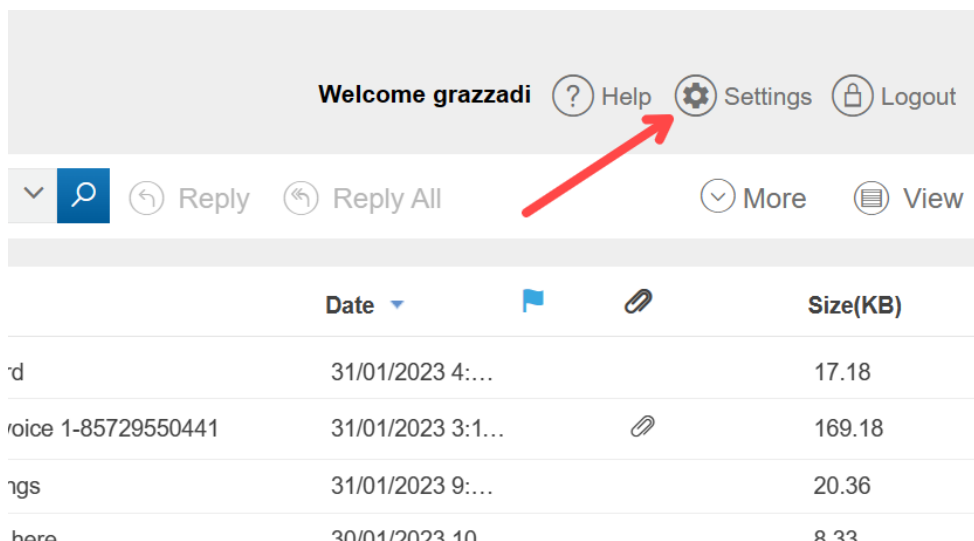 Welcome grazzadi ? Help Settings Logout
Reply Reply All More View
Date Size(KB)
rd 31/01/2023 4:... 17.18
voice 1-85729550441 31/01/2023 3:1... 169.18
ngs 31/01/2023 9:... 20.36
here 30/01/2023 10 8.33